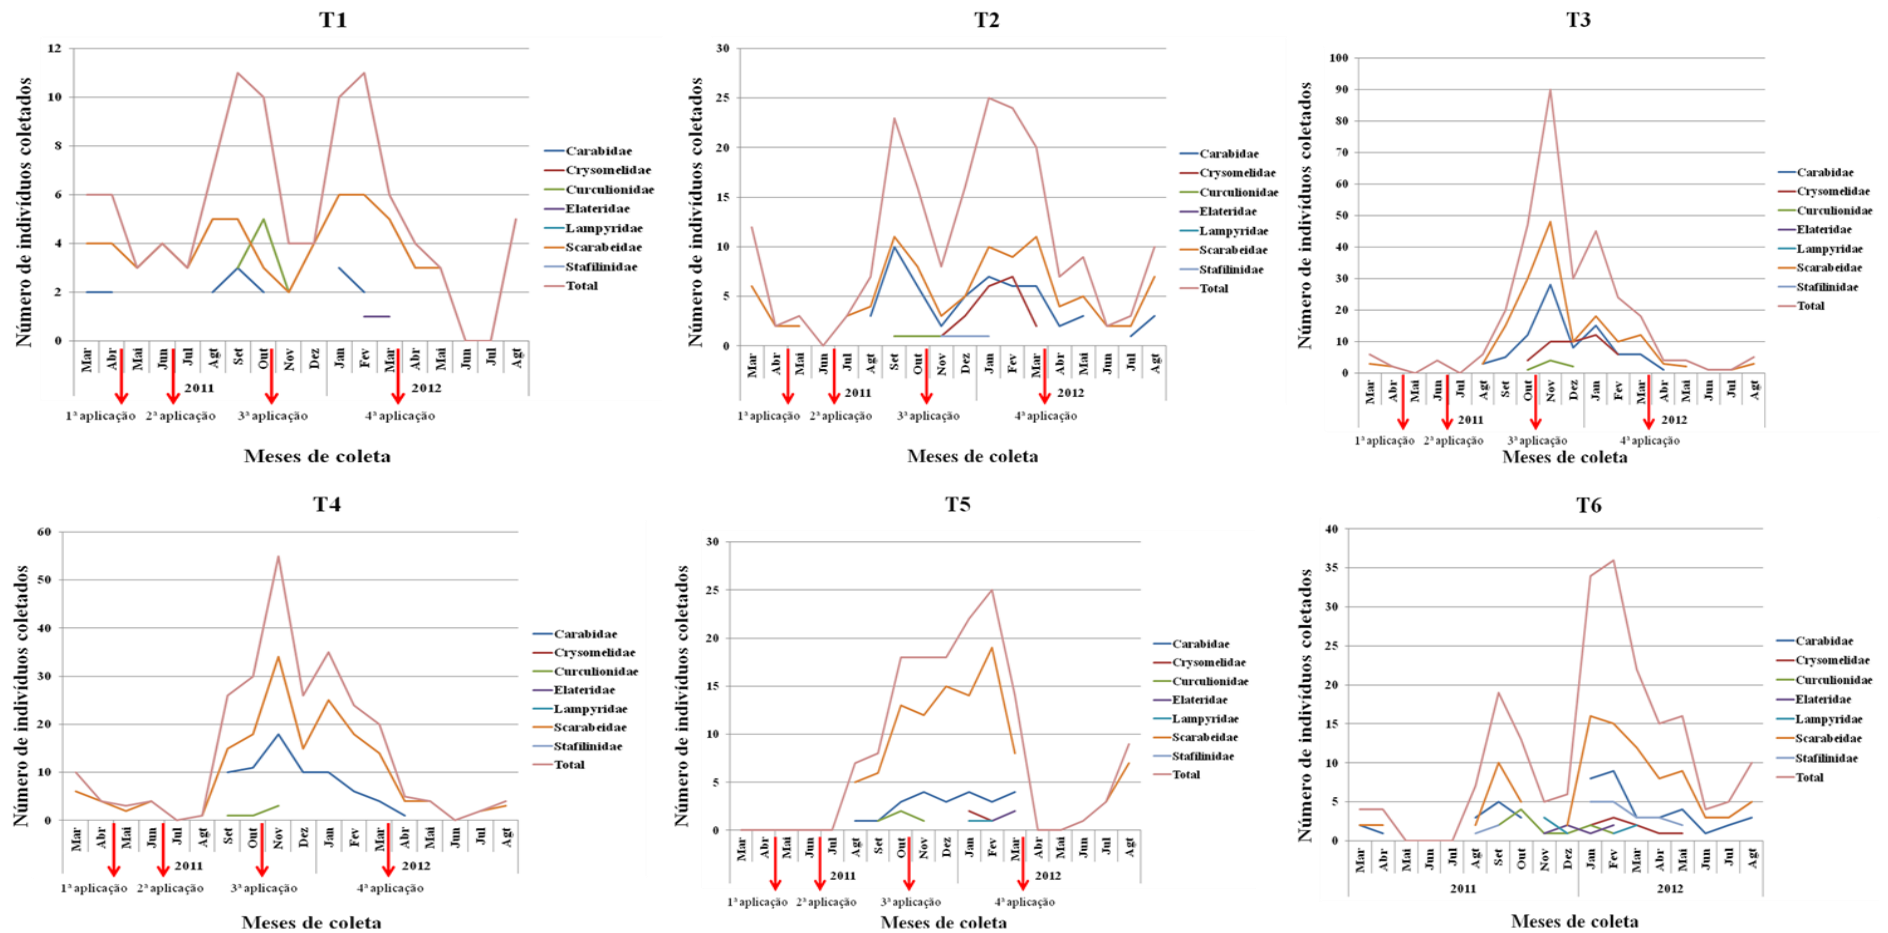 T1
12
10
8
6
4
2
0
Número de indivíduos coletados
Carabidae
Crysomelidae
Curculionidae
Elateridae
Lampyridae
Scarabeidae
Stafilinidae
Total
Mar Abr Mai Jun Jul Agt Set Out Nov Dez Jan Fev Mar Abr Mai Jun Jul Agt
2011 2012
1ª aplicação 2ª aplicação 3ª aplicação 4ª aplicação
Meses de coleta
T2
30
25
20
15
10
5
0
Número de indivíduos coletados
Carabidae
Crysomelidae
Curculionidae
Elateridae
Lampyridae
Scarabeidae
Stafilinidae
Total
Mar Abr Mai Jun Jul Agt Set Out Nov Dez Jan Fev Mar Abr Mai Jun Jul Agt
2011 2012
1ª aplicação 2ª aplicação 3ª aplicação 4ª aplicação
Meses de coleta
T3
100
90
80
70
60
50
40
30
20
10
0
Número de indivíduos coletados
Carabidae
Crysomelidae
Curculionidae
Elateridae
Lampyridae
Scarabeidae
Stafilinidae
Total
Mar Abr Mai Jun Jul Agt Set Out Nov Dez Jan Fev Mar Abr Mai Jun Jul Agt
2011 2012
1ª aplicação 2ª aplicação 3ª aplicação 4ª aplicação
Meses de coleta
T4
60
50
40
30
20
10
0
Número de indivíduos coletados
Carabidae
Crysomelidae
Curculionidae
Elateridae
Lampyridae
Scarabeidae
Stafilinidae
Total
Mar Abr Mai Jun Jul Agt Set Out Nov Dez Jan Fev Mar Abr Mai Jun Jul Agt
2011 2012
1ª aplicação 2ª aplicação 3ª aplicação 4ª aplicação
Meses de coleta
T5
30
25
20
15
10
5
0
Número de indivíduos coletados
Carabidae
Crysomelidae
Curculionidae
Elateridae
Lampyridae
Scarabeidae
Stafilinidae
Total
Mar Abr Mai Jun Jul Agt Set Out Nov Dez Jan Fev Mar Abr Mai Jun Jul Agt
2011 2012
1ª aplicação 2ª aplicação 3ª aplicação 4ª aplicação
Meses de coleta
T6
40
35
30
25
20
15
10
5
0
Número de indivíduos coletados
Carabidae
Crysomelidae
Curculionidae
Elateridae
Lampyridae
Scarabeidae
Stafilinidae
Total
Mar Abr Mai Jun Jul Agt Set Out Nov Dez Jan Fev Mar Abr Mai Jun Jul Agt
2011 2012
Meses de coleta